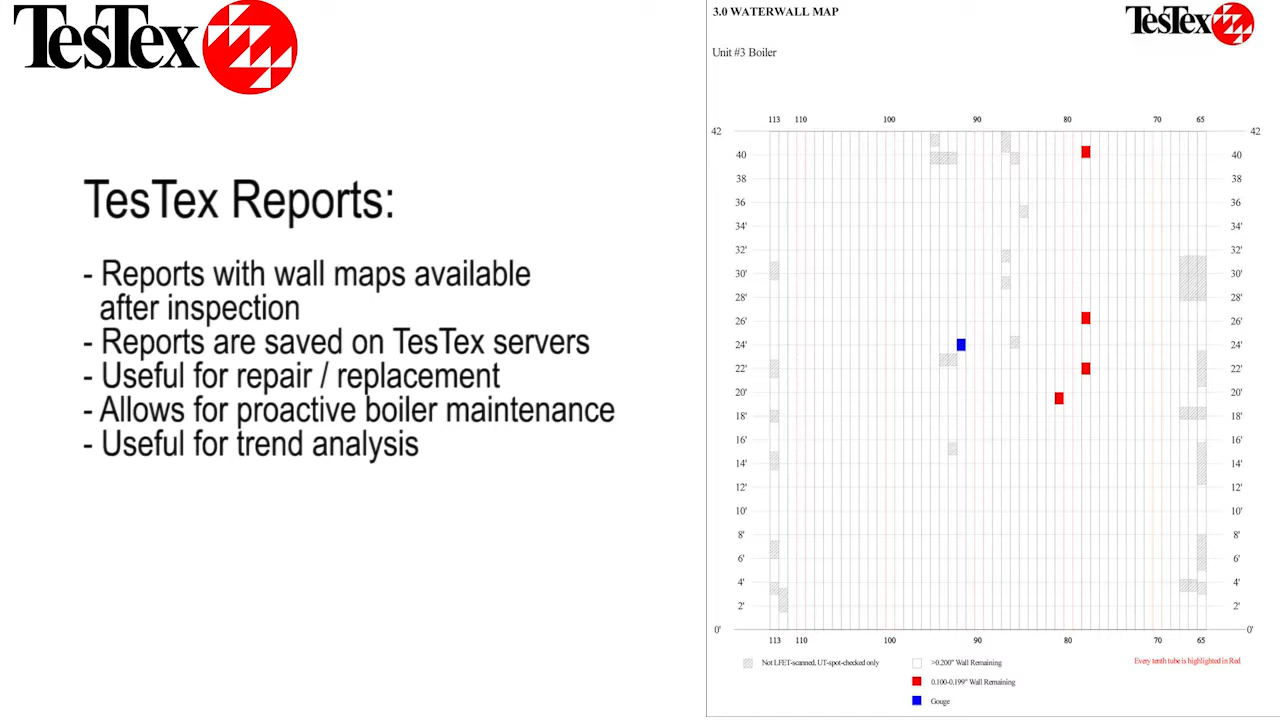 TesTex
TesTex Reports:
- Reports with wall maps available
after inspection
- Reports are saved on TesTex servers
- Useful for repair / replacement
- Allows for proactive boiler maintenance
- Useful for trend analysis
3.0 WATERWALL MAP
TesTex
Unit #3 Boiler
113 110 100 90 80 70 65
42 42
40 40
38 38
36 36
34' 34'
32' 32'
30' 30'
28' 28'
26' 26'
24' 24'
22' 22'
20' 20'
18' 18'
16' 16'
14' 14'
12' 12'
10' 10'
8' 8'
6' 6'
4' 4'
2' 2'
0' 0'
113 110 100 90 80 70 65
Not LFET-scanned, UT-spot-checked only
>0.200" Wall Remaining
Every tenth tube is highlighted in Red
0.100-0.199" Wall Remaining
Gouge